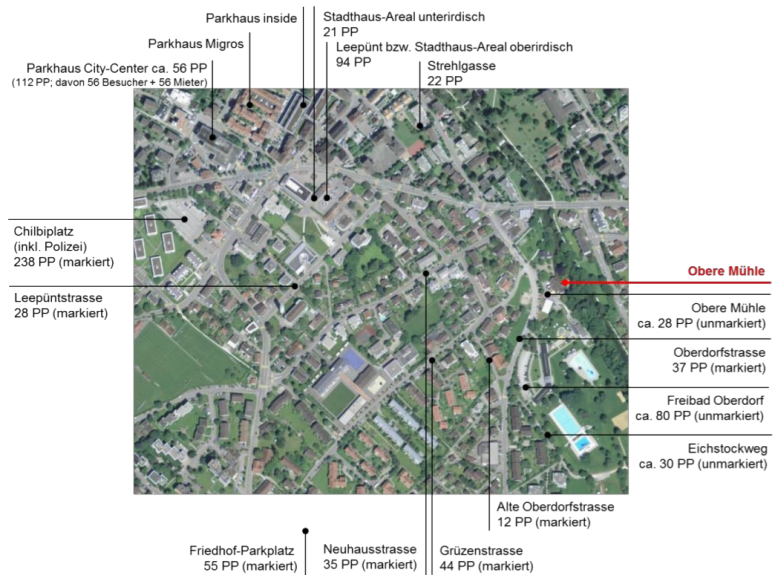 Parkhaus inside
Parkhaus Migros
Parkhaus City-Center ca. 56 PP
(112 PP; davon 56 Besucher + 56 Mieter)
Stadthaus-Areal unterirdisch
21 PP
Leepünt bzw. Stadthaus-Areal oberirdisch
94 PP
Strehlgasse
22 PP
Chilbiplatz
(inkl. Polizei)
238 PP (markiert)
Leepüntstrasse
28 PP (markiert)
Obere Mühle
Obere Mühle
ca. 28 PP (unmarkiert)
Oberdorfstrasse
37 PP (markiert)
Freibad Oberdorf
ca. 80 PP (unmarkiert)
Eichstockweg
ca. 30 PP (unmarkiert)
Alte Oberdorfstrasse
12 PP (markiert)
Friedhof-Parkplatz
55 PP (markiert)
Neuhausstrasse
35 PP (markiert)
Grüzenstrasse
44 PP (markiert)